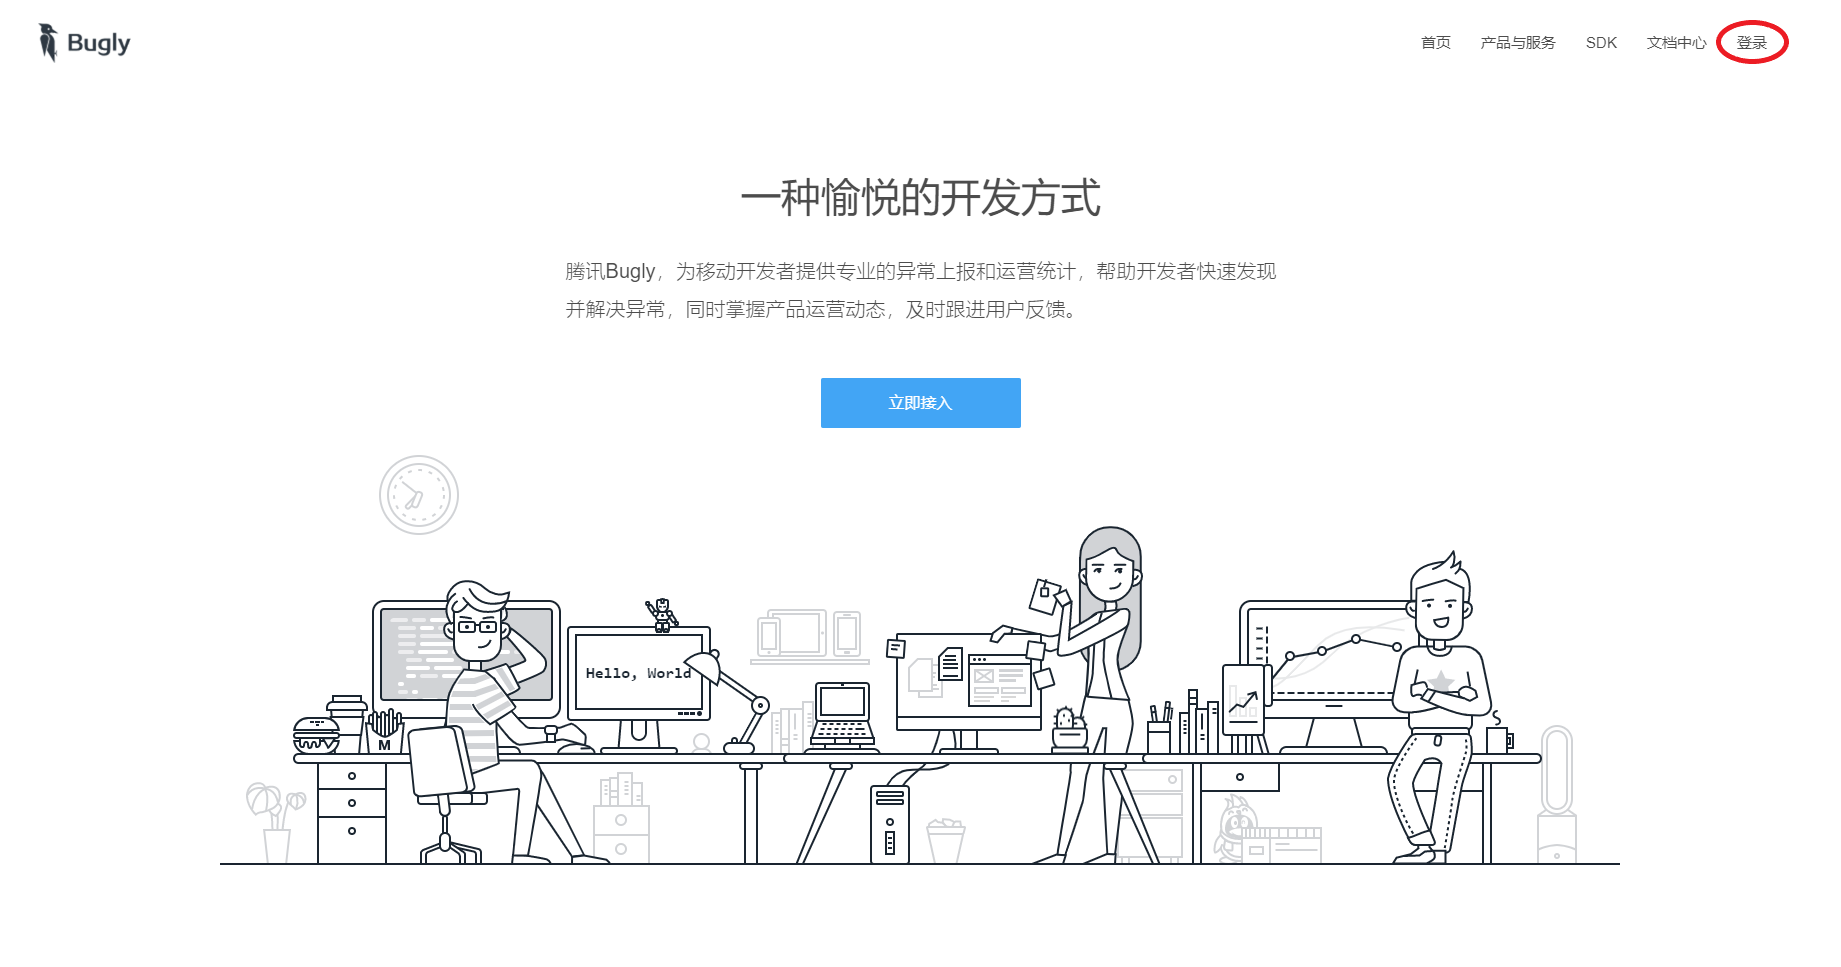 Bugly
首页 产品与服务 SDK 文档中心 登录
一种愉悦的开发方式
腾讯Bugly，为移动开发者提供专业的异常上报和运营统计，帮助开发者快速发现
并解决异常，同时掌握产品运营动态，及时跟进用户反馈。
立即接入
Hello, World
M